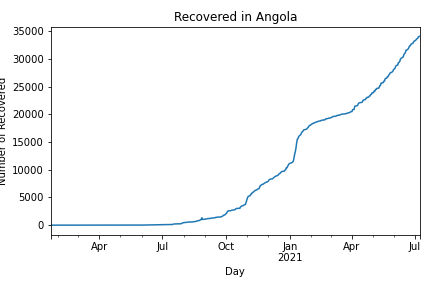 Recovered in Angola
Number of Recovered
35000
30000
25000
20000
15000
10000
5000
0
Apr
Jul
Oct
Jan
2021
Apr
Jul
Day